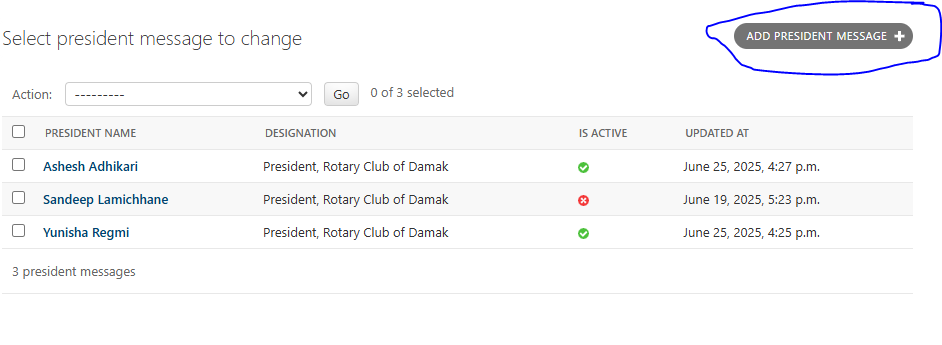 Select president message to change
ADD PRESIDENT MESSAGE +
Action: --------- Go 0 of 3 selected
PRESIDENT NAME DESIGNATION IS ACTIVE UPDATED AT
Ashesh Adhikari President, Rotary Club of Damak June 25, 2025, 4:27 p.m.
Sandeep Lamichhane President, Rotary Club of Damak June 19, 2025, 5:23 p.m.
Yunisha Regmi President, Rotary Club of Damak June 25, 2025, 4:25 p.m.
3 president messages